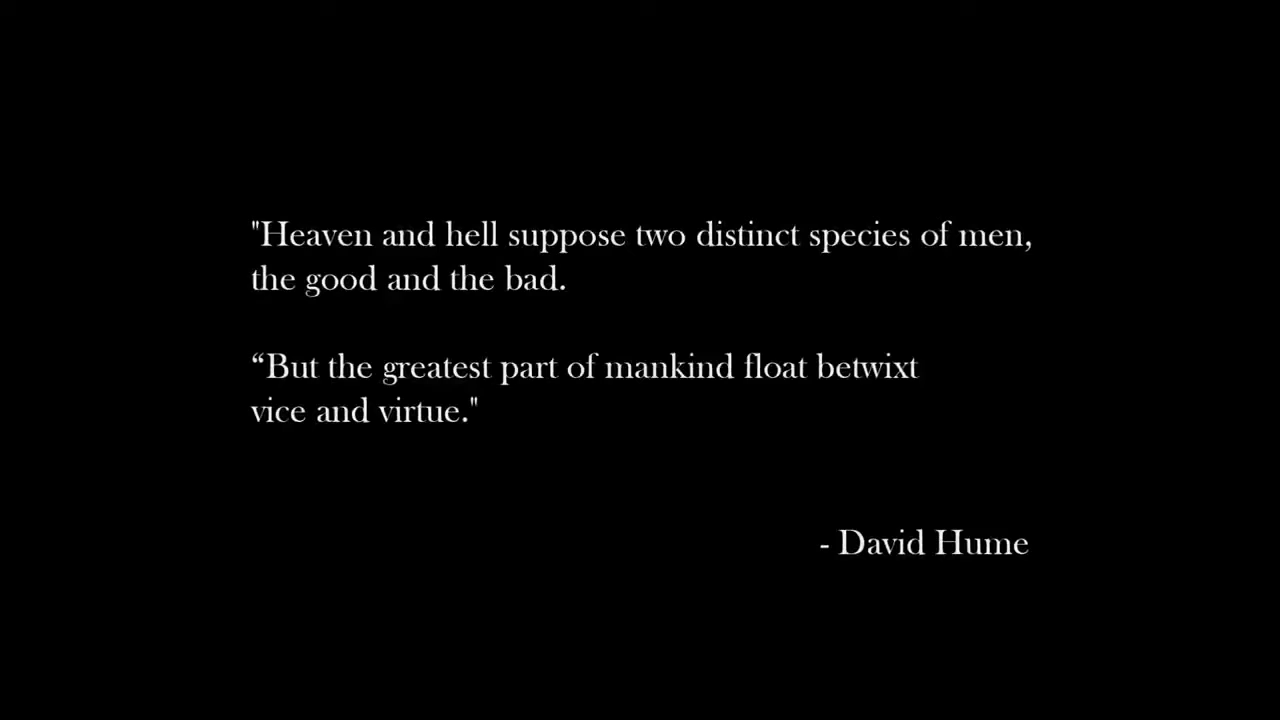 "Heaven and hell suppose two distinct species of men,
the good and the bad.
“But the greatest part of mankind float betwixt
vice and virtue."
- David Hume